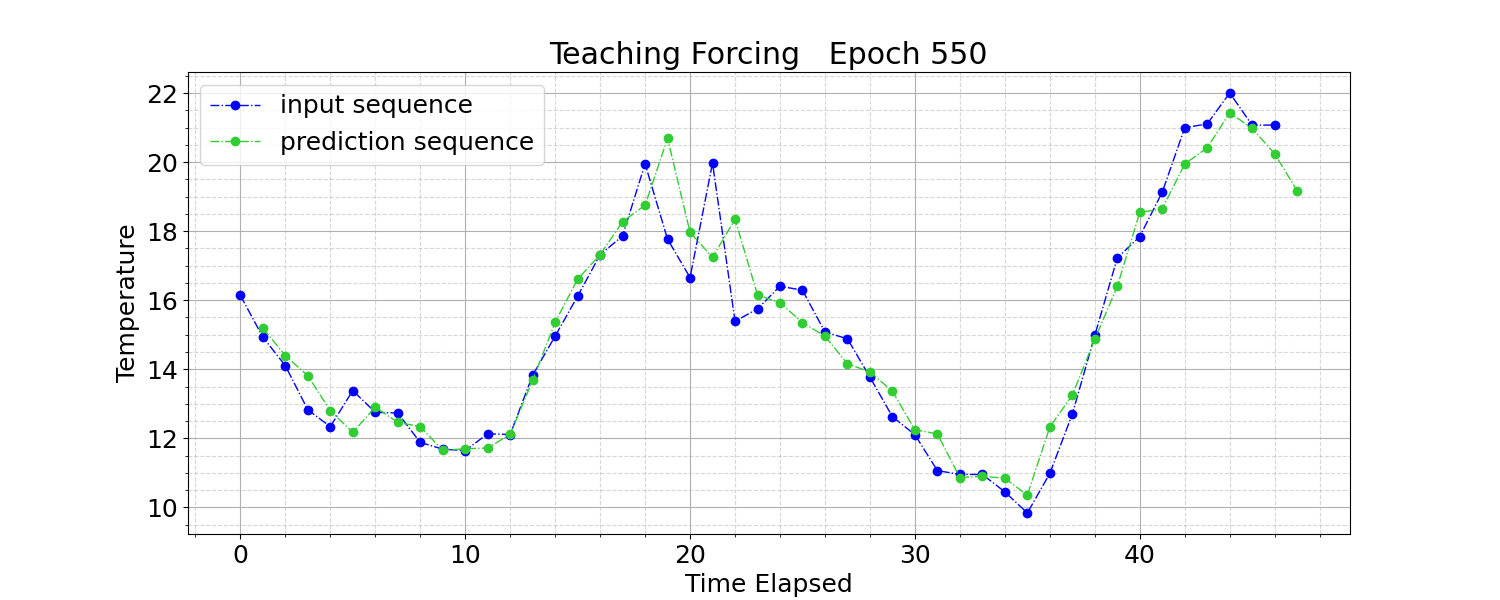 Teaching Forcing   Epoch 550
input sequence
prediction sequence
Temperature
22
20
18
16
14
12
10
0 10 20 30 40
Time Elapsed